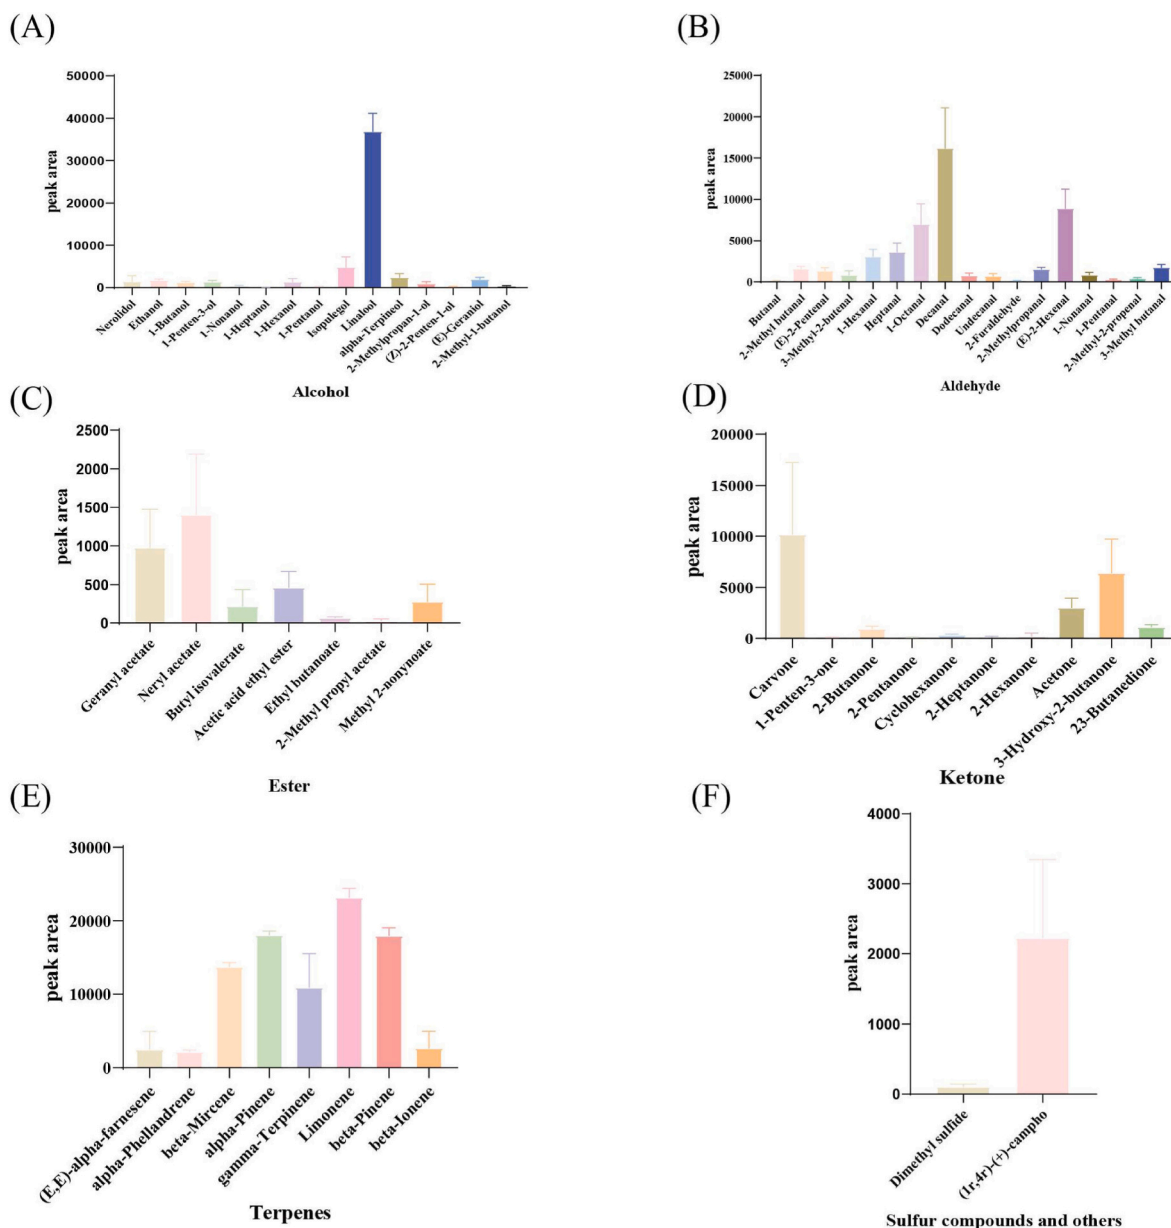 (A)
50000
40000
30000
20000
10000
0
peak area
Nerolidol
Ethanol
1-Butanol
1-Penten-3-ol
1-Nonanol
1-Heptanol
1-Hexanol
1-Pentanol
Isopulegol
Linalool
alpha-Terpineol
2-Methylpropan-1-ol
(Z)-2-Penten-1-ol
(E)-Geraniol
2-Methyl-1-butanol
Alcohol
(B)
25000
20000
15000
10000
5000
0
peak area
Butanal
2-Methyl butanal
(E)-2-Pentenal
3-Methyl-2-butenal
1-Hexanal
Heptanal
1-Octanal
Decanal
Dodecanal
Undecanal
2-Furaldehyde
2-Methylpropanal
(E)-2-Hexenal
1-Nonanal
1-Pentanal
2-Methyl-2-propenal
3-Methyl butanal
Aldehyde
(C)
2500
2000
1500
1000
500
0
peak area
Geranyl acetate
Neryl acetate
Butyl isovalerate
Acetic acid ethyl ester
Ethyl butanoate
2-Methyl propyl acetate
Methyl 2-nonynoate
Ester
(D)
20000
15000
10000
5000
0
peak area
Carvone
1-Penten-3-one
2-Butanone
2-Pentanone
Cyclohexanone
2-Heptanone
2-Hexanone
Acetone
3-Hydroxy-2-butanone
23-Butanedione
Ketone
(E)
30000
20000
10000
0
peak area
(E,E)-alpha-farnesene
alpha-Phellandrene
beta-Mircene
alpha-Pinene
gamma-Terpinene
Limonene
beta-Pinene
beta-Ionene
Terpenes
(F)
4000
3000
2000
1000
0
peak area
Dimethyl sulfide
(1r,4r)-(+)-campho
Sulfur compounds and others